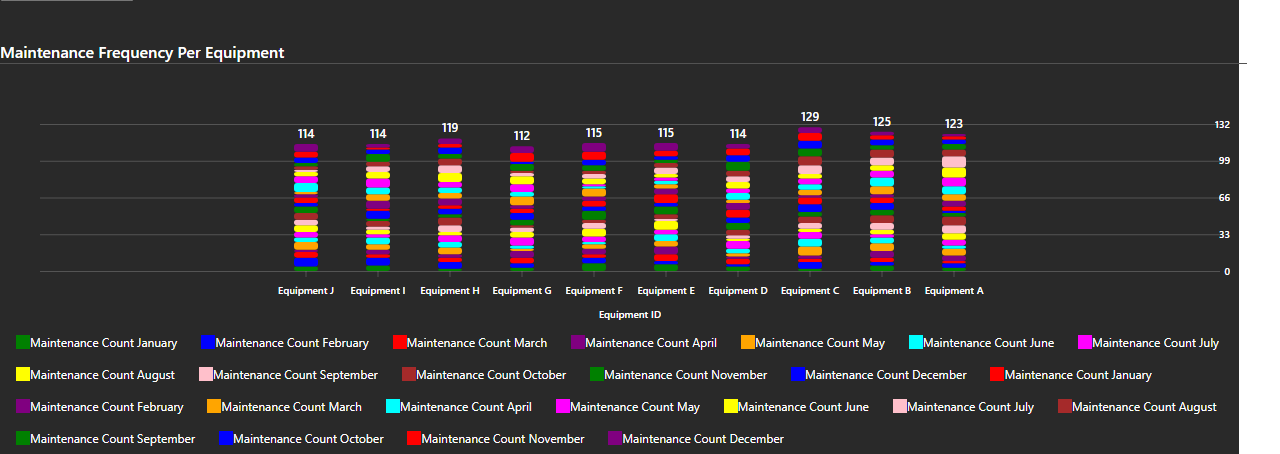 Maintenance Frequency Per Equipment
114 114 119 112 115 115 114 129 125 123
132
99
66
33
0
Equipment J Equipment I Equipment H Equipment G Equipment F Equipment E Equipment D Equipment C Equipment B Equipment A
Equipment ID
Maintenance Count January Maintenance Count February Maintenance Count March Maintenance Count April Maintenance Count May Maintenance Count June Maintenance Count July
Maintenance Count August Maintenance Count September Maintenance Count October Maintenance Count November Maintenance Count December Maintenance Count January
Maintenance Count February Maintenance Count March Maintenance Count April Maintenance Count May Maintenance Count June Maintenance Count July Maintenance Count August
Maintenance Count September Maintenance Count October Maintenance Count November Maintenance Count December